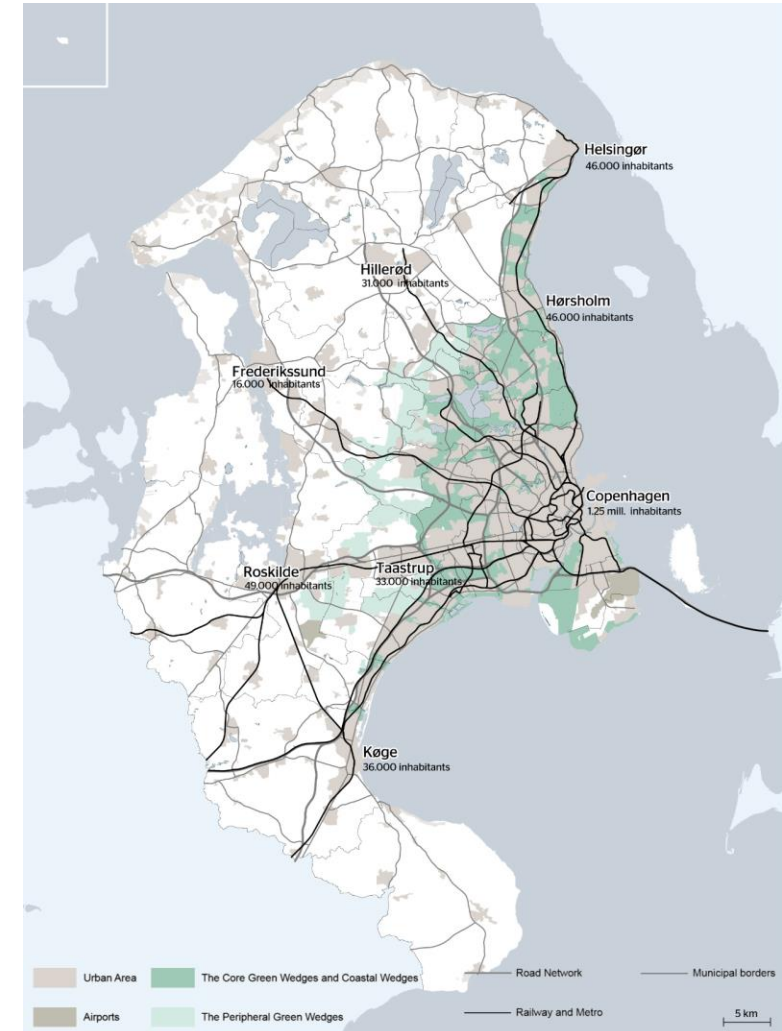 Helsingør
46.000 inhabitants
Hillerød
31.000 inhabitants
Hørsholm
46.000 inhabitants
Frederikssund
16.000 inhabitants
Copenhagen
1.25 mill. inhabitants
Roskilde
49.000 inhabitants
Taastrup
33.000 inhabitants
Køge
36.000 inhabitants
Urban Area
The Core Green Wedges and Coastal Wedges
Road Network
Municipal borders
Airports
The Peripheral Green Wedges
Railway and Metro
5 km